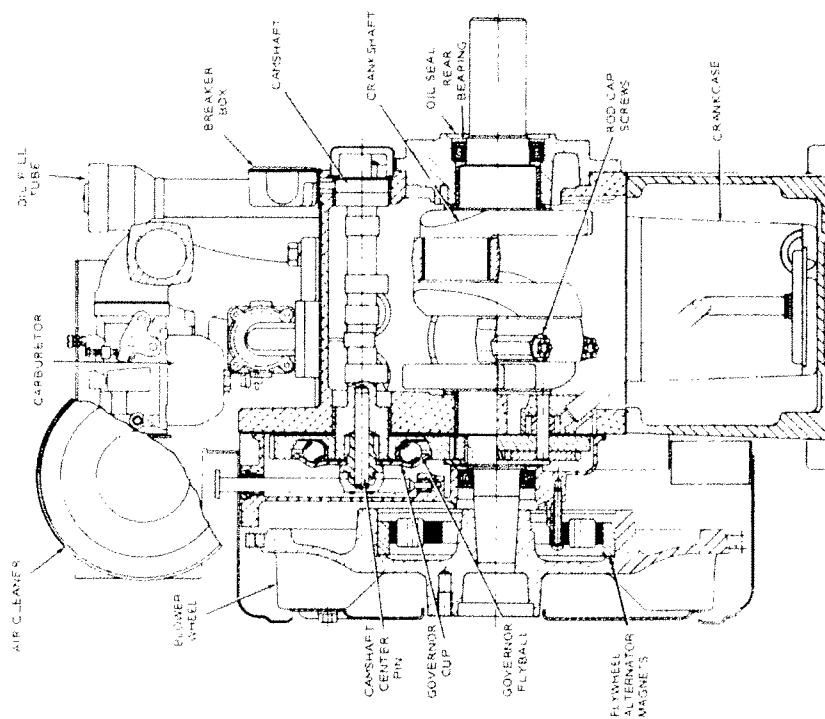 OIL FILL
TUBE
BREAKER
BOX
CAMSHAFT
CRANKSHAFT
OIL SEAL
REAR
BEARING
ROD CAP
SCREWS
CRANKCASE
CARBURETOR
AIR CLEANER
BLOWER
WHEEL
CAMSHAFT
CENTER
PIN
GOVERNOR
CUP
GOVERNOR
FLYBALL
FLYWHEEL
ALTERNATOR
MAGNETS